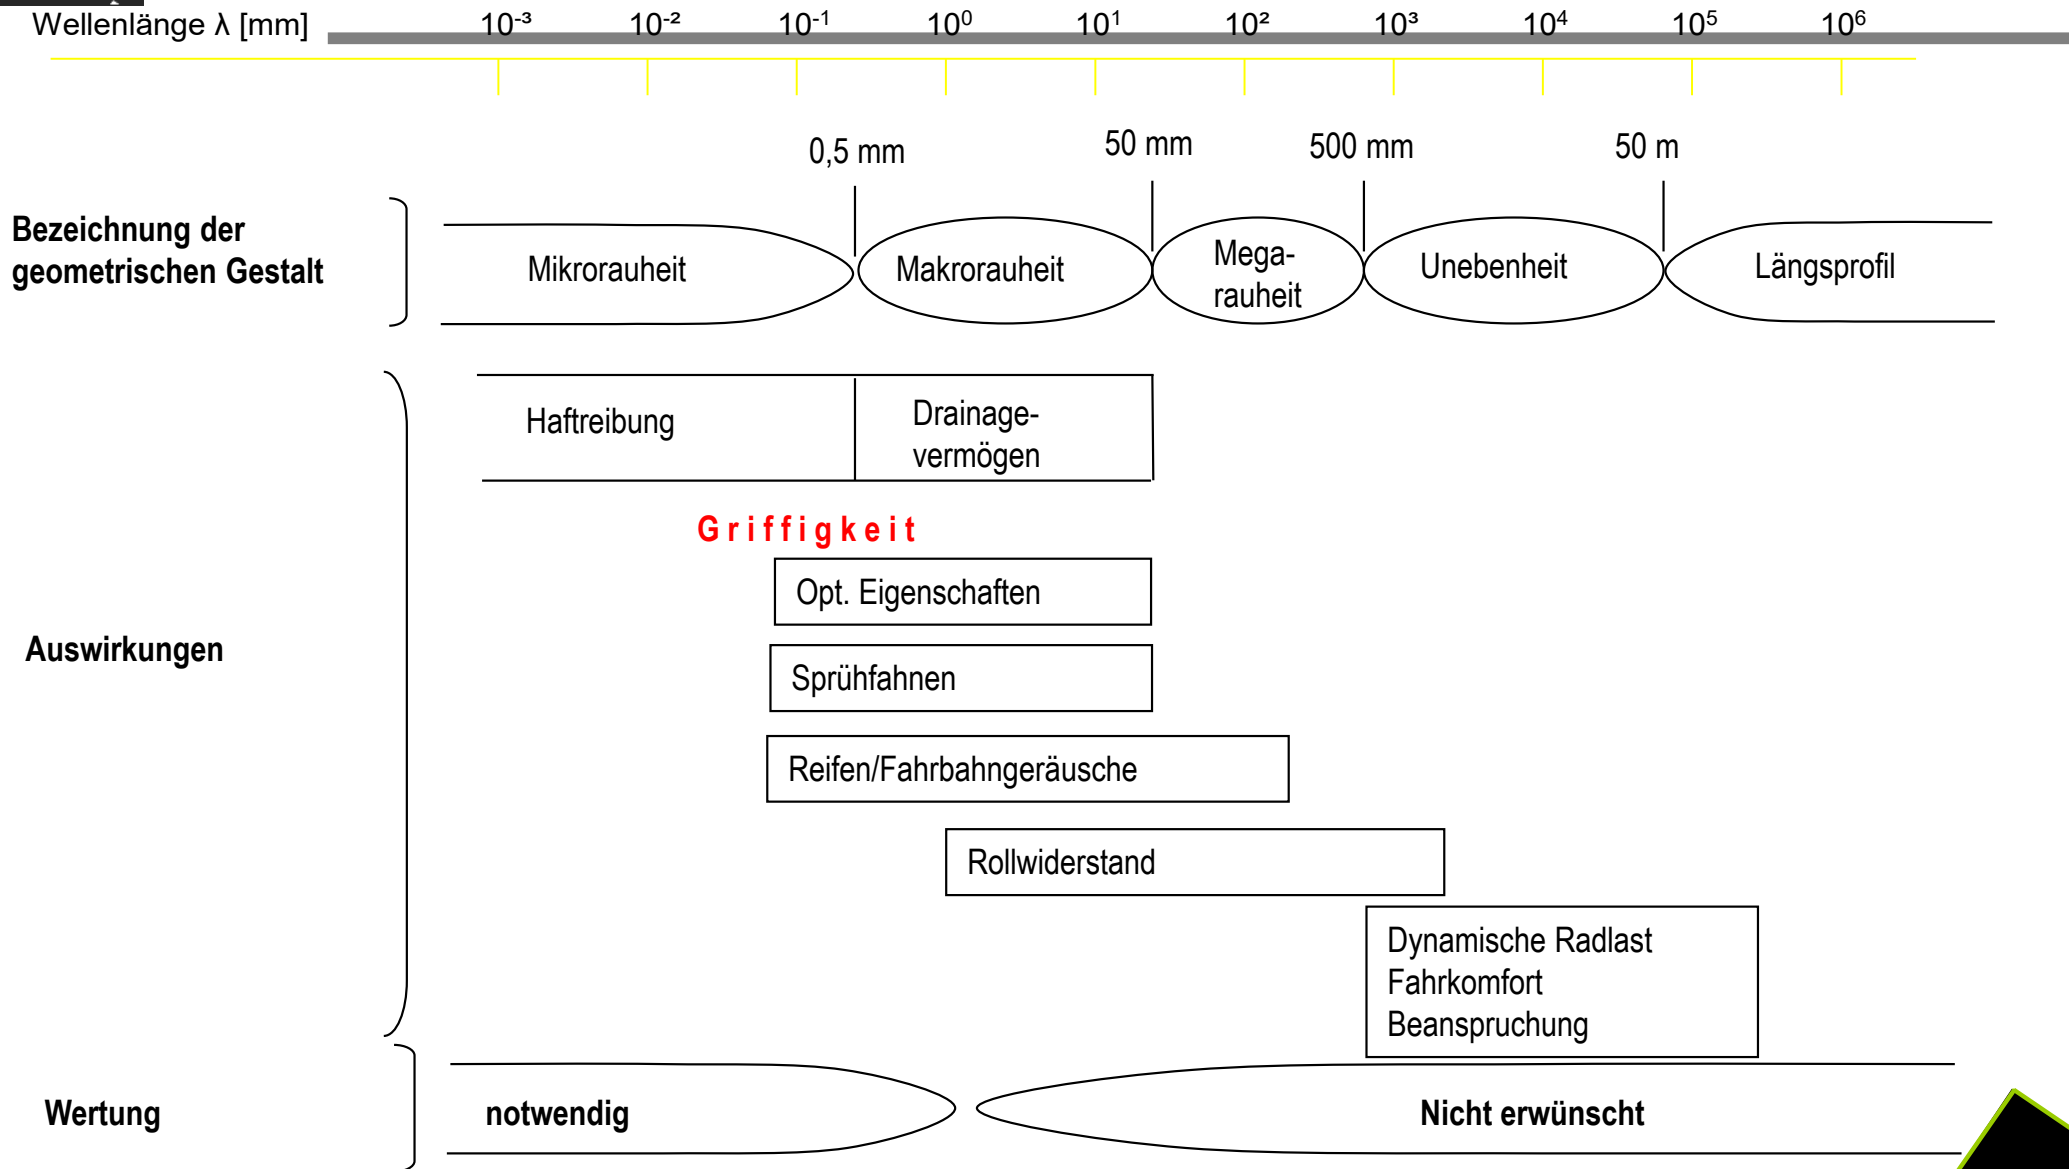 Wellenlänge λ [mm] 10⁻³ 10⁻² 10⁻¹ 10⁰ 10¹ 10² 10³ 10⁴ 10⁵ 10⁶
0,5 mm 50 mm 500 mm 50 m
Bezeichnung der
geometrischen Gestalt
Mikrorauheit
Makrorauheit
Mega-
rauheit
Unebenheit
Längsprofil
Haftreibung
Drainage-
vermögen
G r i f f i g k e i t
Opt. Eigenschaften
Auswirkungen
Sprühfahnen
Reifen/Fahrbahngeräusche
Rollwiderstand
Dynamische Radlast
Fahrkomfort
Beanspruchung
Wertung
notwendig
Nicht erwünscht